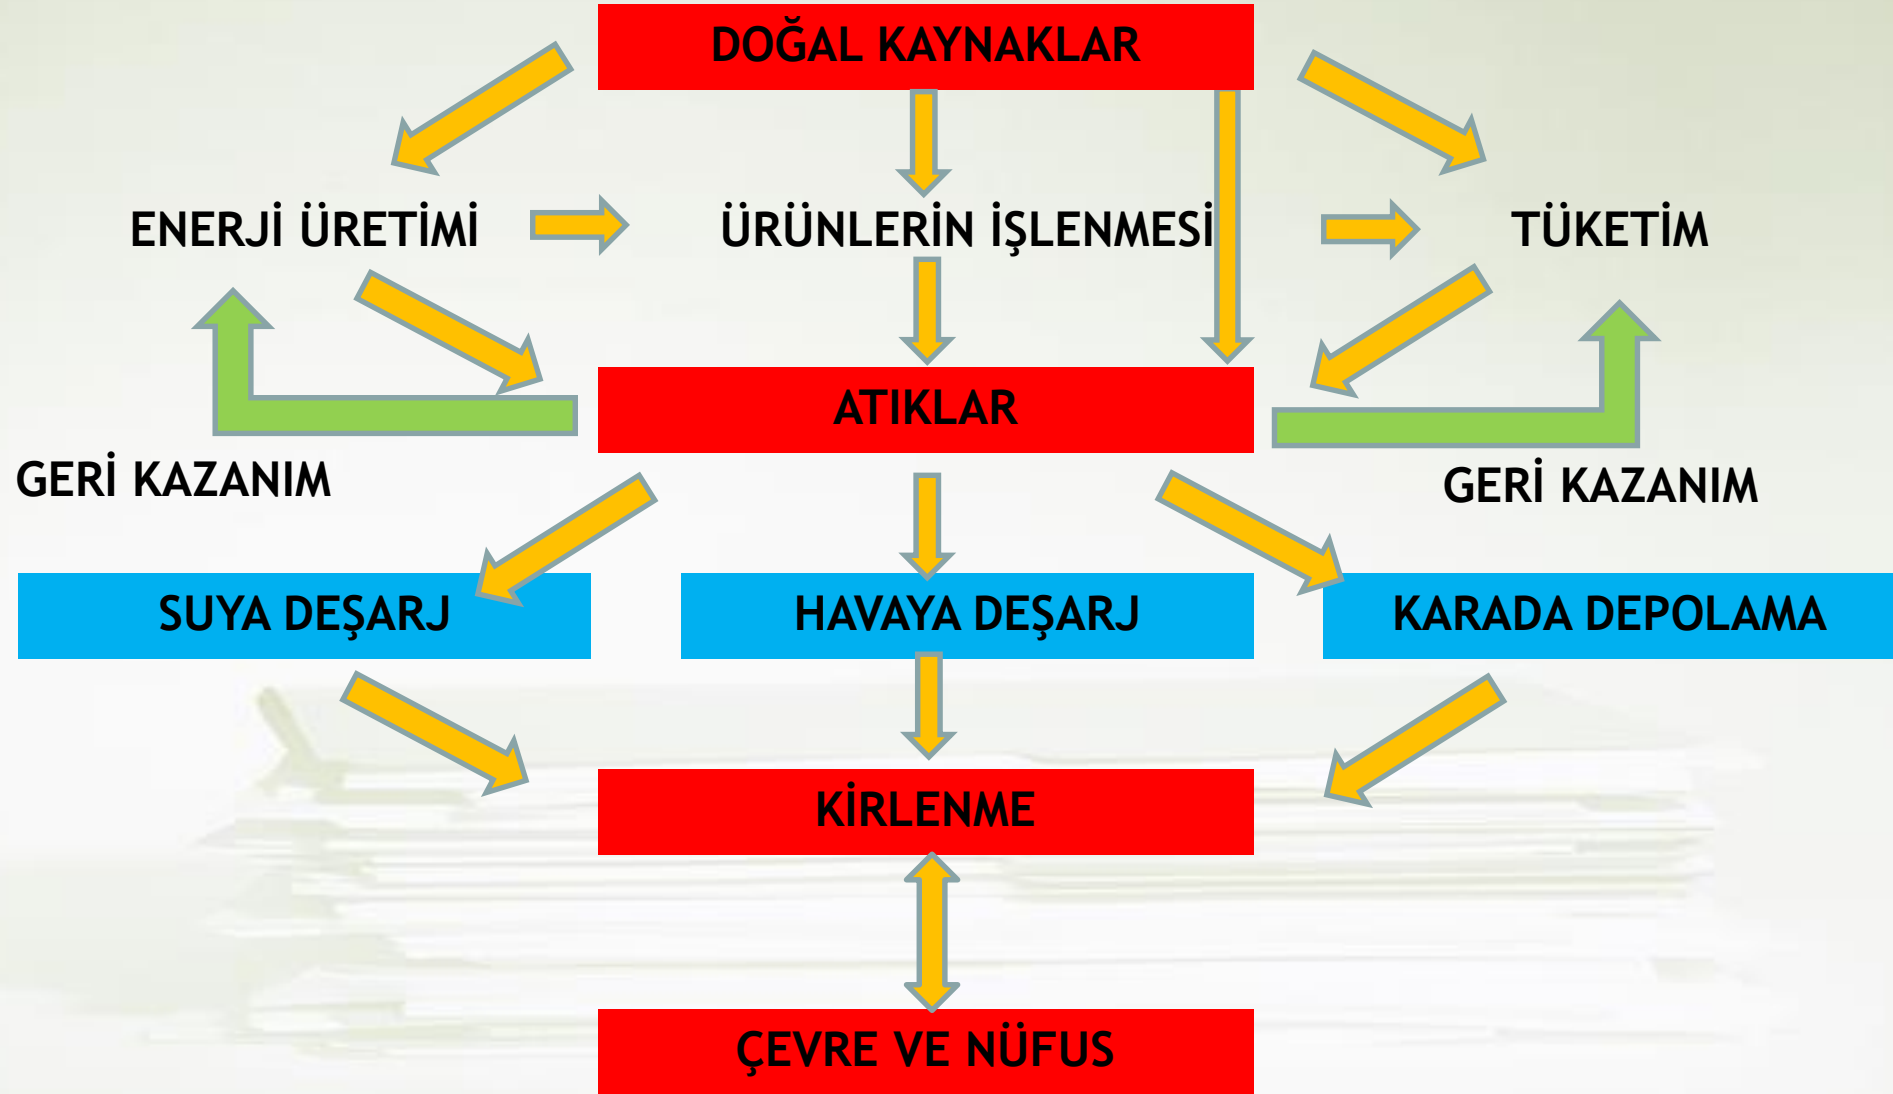 DOĞAL KAYNAKLAR
ENERJİ ÜRETİMİ
ÜRÜNLERİN İŞLENMESİ
TÜKETİM
ATIKLAR
GERİ KAZANIM
GERİ KAZANIM
SUYA DEŞARJ
HAVAYA DEŞARJ
KARADA DEPOLAMA
KİRLENME
ÇEVRE VE NÜFUS